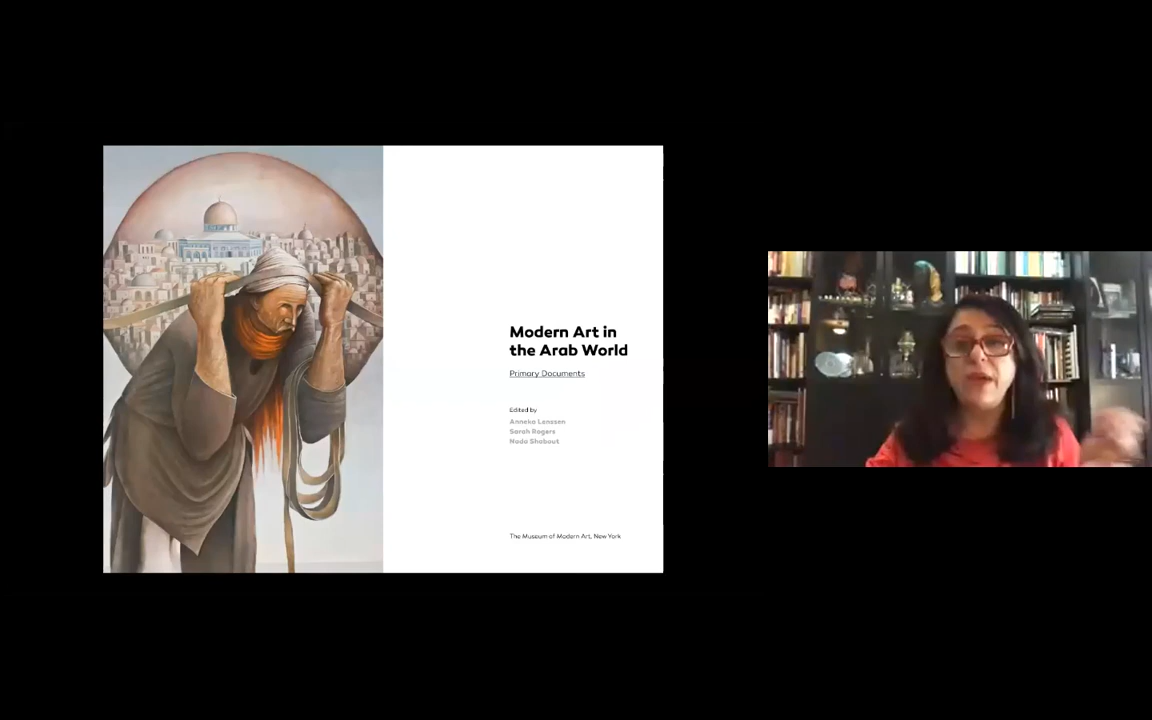 Modern Art in
the Arab World
Primary Documents
Edited by
Anneka Lenssen
Sarah Rogers
Nada Shabout
The Museum of Modern Art, New York